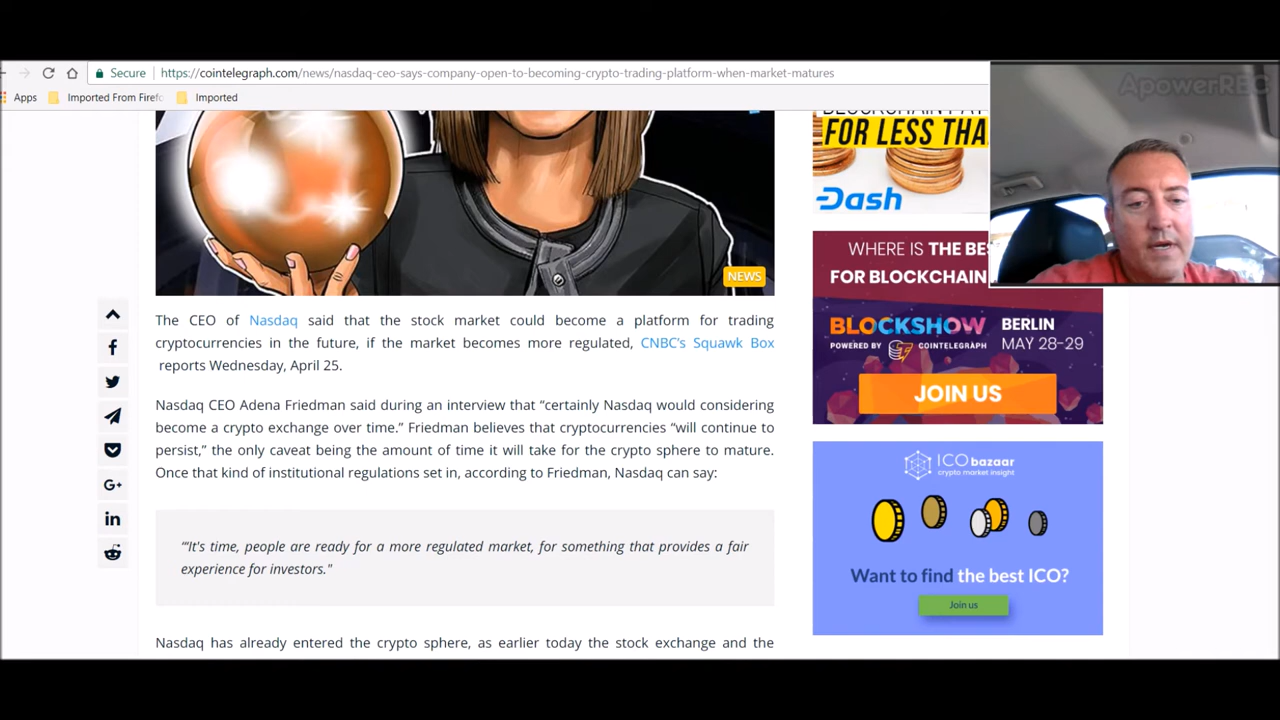 ApowerREC
Secure
https://cointelegraph.com/news/nasdaq-ceo-says-company-open-to-becoming-crypto-trading-platform-when-market-matures
Apps
Imported From Firefo
Imported
FOR LESS THA
Dash
NEWS
WHERE IS THE BE
FOR BLOCKCHAIN
BLOCKSHOW
POWERED BY COINTELEGRAPH
BERLIN
MAY 28-29
JOIN US
The CEO of Nasdaq said that the stock market could become a platform for trading
cryptocurrencies in the future, if the market becomes more regulated, CNBC's Squawk Box
reports Wednesday, April 25.
Nasdaq CEO Adena Friedman said during an interview that “certainly Nasdaq would considering
become a crypto exchange over time.” Friedman believes that cryptocurrencies “will continue to
persist,” the only caveat being the amount of time it will take for the crypto sphere to mature.
Once that kind of institutional regulations set in, according to Friedman, Nasdaq can say:
“"It's time, people are ready for a more regulated market, for something that provides a fair
experience for investors."
Nasdaq has already entered the crypto sphere, as earlier today the stock exchange and the
f
G+
in
ICO bazaar
crypto market insight
Want to find the best ICO?
Join us